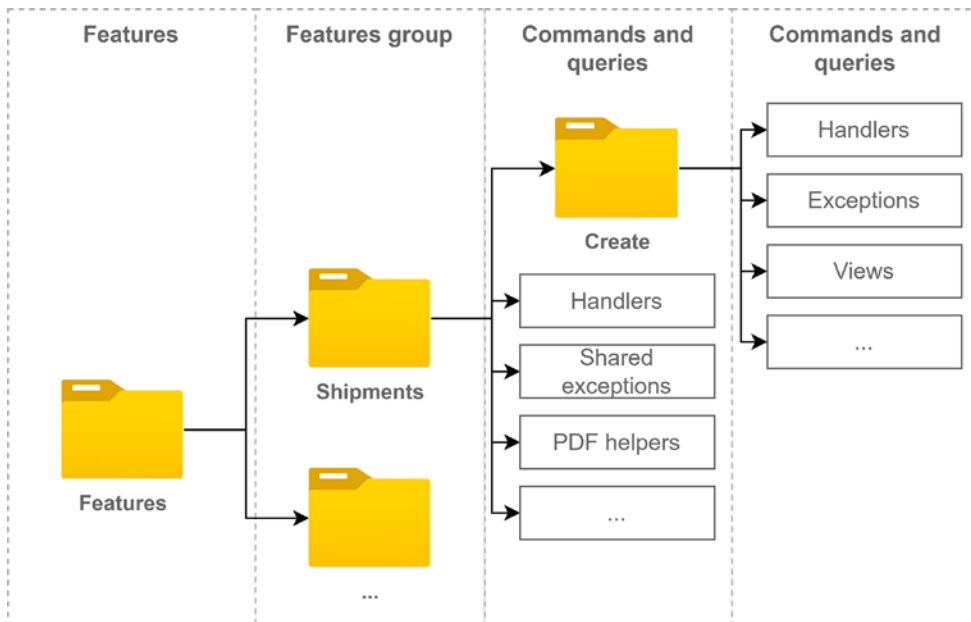 Features
Features group
Commands and
queries
Commands and
queries
Create
Handlers
Exceptions
Views
...
Shipments
Handlers
Shared
exceptions
PDF helpers
...
Features
...